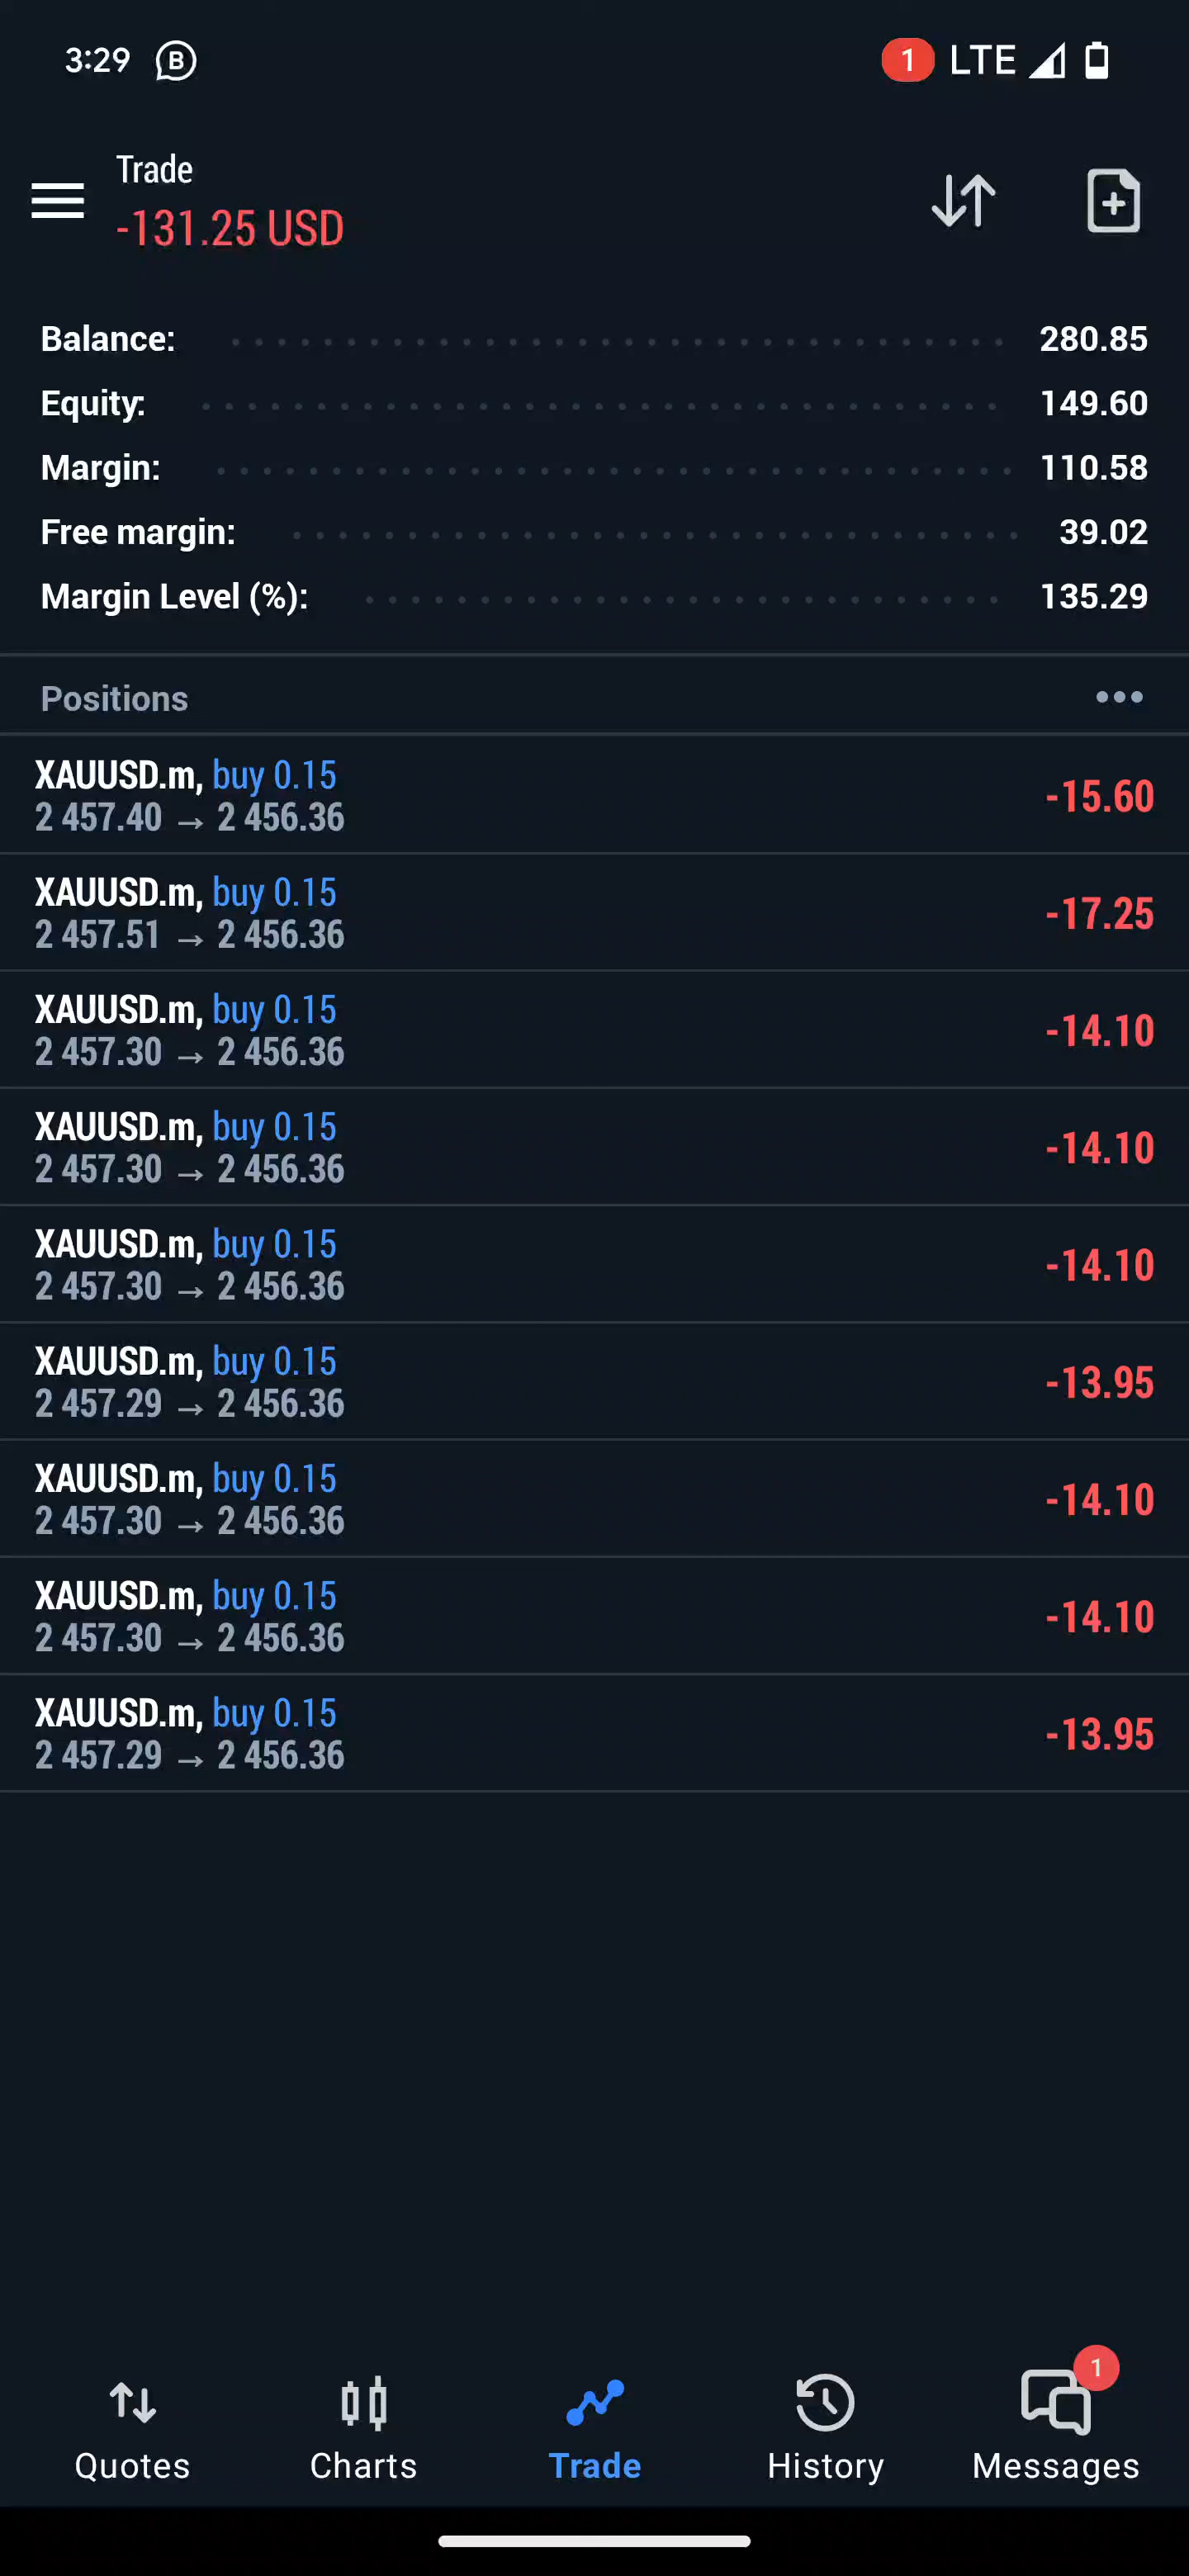 3:29 B 1 LTE
Trade
-131.25 USD
Balance: 280.85
Equity: 149.60
Margin: 110.58
Free margin: 39.02
Margin Level (%): 135.29
Positions
XAUUSD.m, buy 0.15
2 457.40 → 2 456.36 -15.60
XAUUSD.m, buy 0.15
2 457.51 → 2 456.36 -17.25
XAUUSD.m, buy 0.15
2 457.30 → 2 456.36 -14.10
XAUUSD.m, buy 0.15
2 457.30 → 2 456.36 -14.10
XAUUSD.m, buy 0.15
2 457.30 → 2 456.36 -14.10
XAUUSD.m, buy 0.15
2 457.29 → 2 456.36 -13.95
XAUUSD.m, buy 0.15
2 457.30 → 2 456.36 -14.10
XAUUSD.m, buy 0.15
2 457.30 → 2 456.36 -14.10
XAUUSD.m, buy 0.15
2 457.29 → 2 456.36 -13.95
1
Quotes Charts Trade History Messages